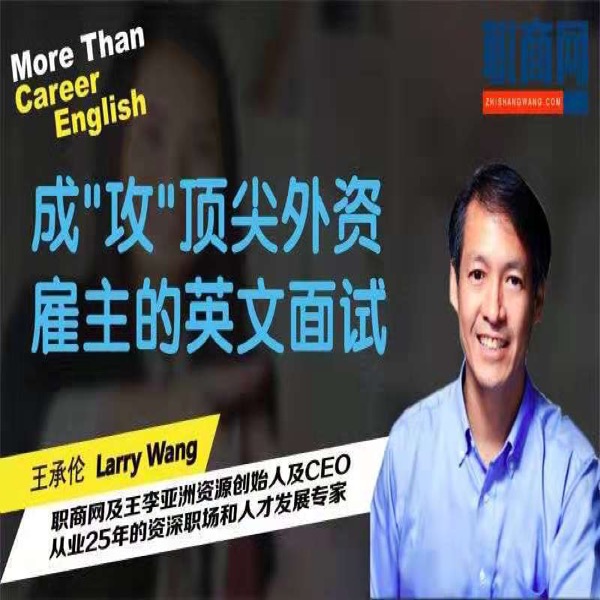 More Than
Career
English
职商网
ZHISHANGWANG.COM
成"攻"顶尖外资
雇主的英文面试
王承伦 Larry Wang
职商网及王李亚洲资源创始人及CEO
从业25年的资深职场和人才发展专家